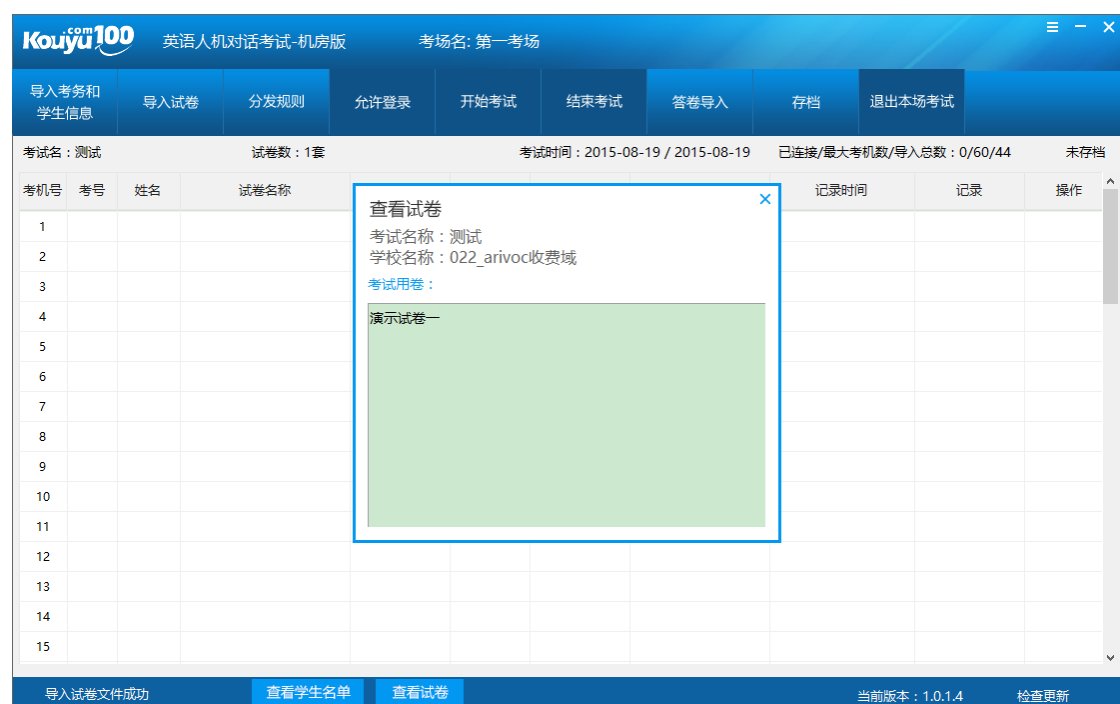 Kouyu100.com 英语人机对话考试-机房版 考场名: 第一考场
导入考务和
学生信息
导入试卷 分发规则 允许登录 开始考试 结束考试 答卷导入 存档 退出本场考试
考试名：测试 试卷数：1套 考试时间：2015-08-19 / 2015-08-19 已连接/最大考机数/导入总数：0/60/44 未存档
考机号 考号 姓名 试卷名称 记录时间 记录 操作
查看试卷
考试名称：测试
学校名称：022_arivoc收费域
考试用卷：
演示试卷一
1
2
3
4
5
6
7
8
9
10
11
12
13
14
15
导入试卷文件成功 查看学生名单 查看试卷 当前版本：1.0.1.4 检查更新